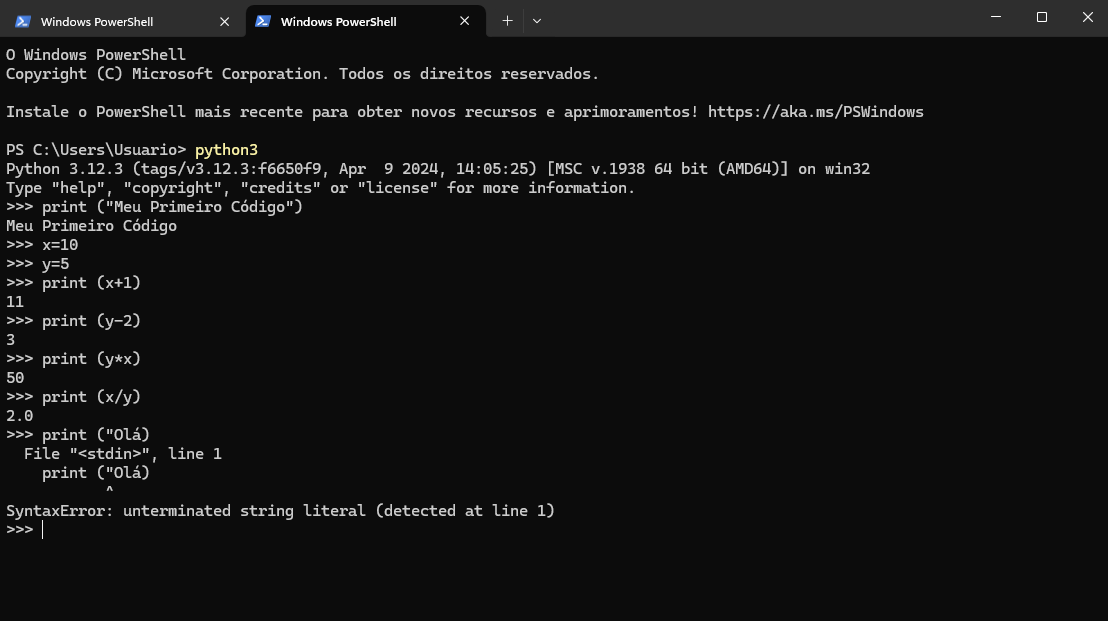 Windows PowerShell
Windows PowerShell
O Windows PowerShell
Copyright (C) Microsoft Corporation. Todos os direitos reservados.
Instale o PowerShell mais recente para obter novos recursos e aprimoramentos! https://aka.ms/PSWindows
PS C:\Users\Usuario> python3
Python 3.12.3 (tags/v3.12.3:f6650f9, Apr  9 2024, 14:05:25) [MSC v.1938 64 bit (AMD64)] on win32
Type "help", "copyright", "credits" or "license" for more information.
>>> print ("Meu Primeiro Código")
Meu Primeiro Código
>>> x=10
>>> y=5
>>> print (x+1)
11
>>> print (y-2)
3
>>> print (y*x)
50
>>> print (x/y)
2.0
>>> print ("Olá)
  File "<stdin>", line 1
    print ("Olá)
           ^
SyntaxError: unterminated string literal (detected at line 1)
>>>